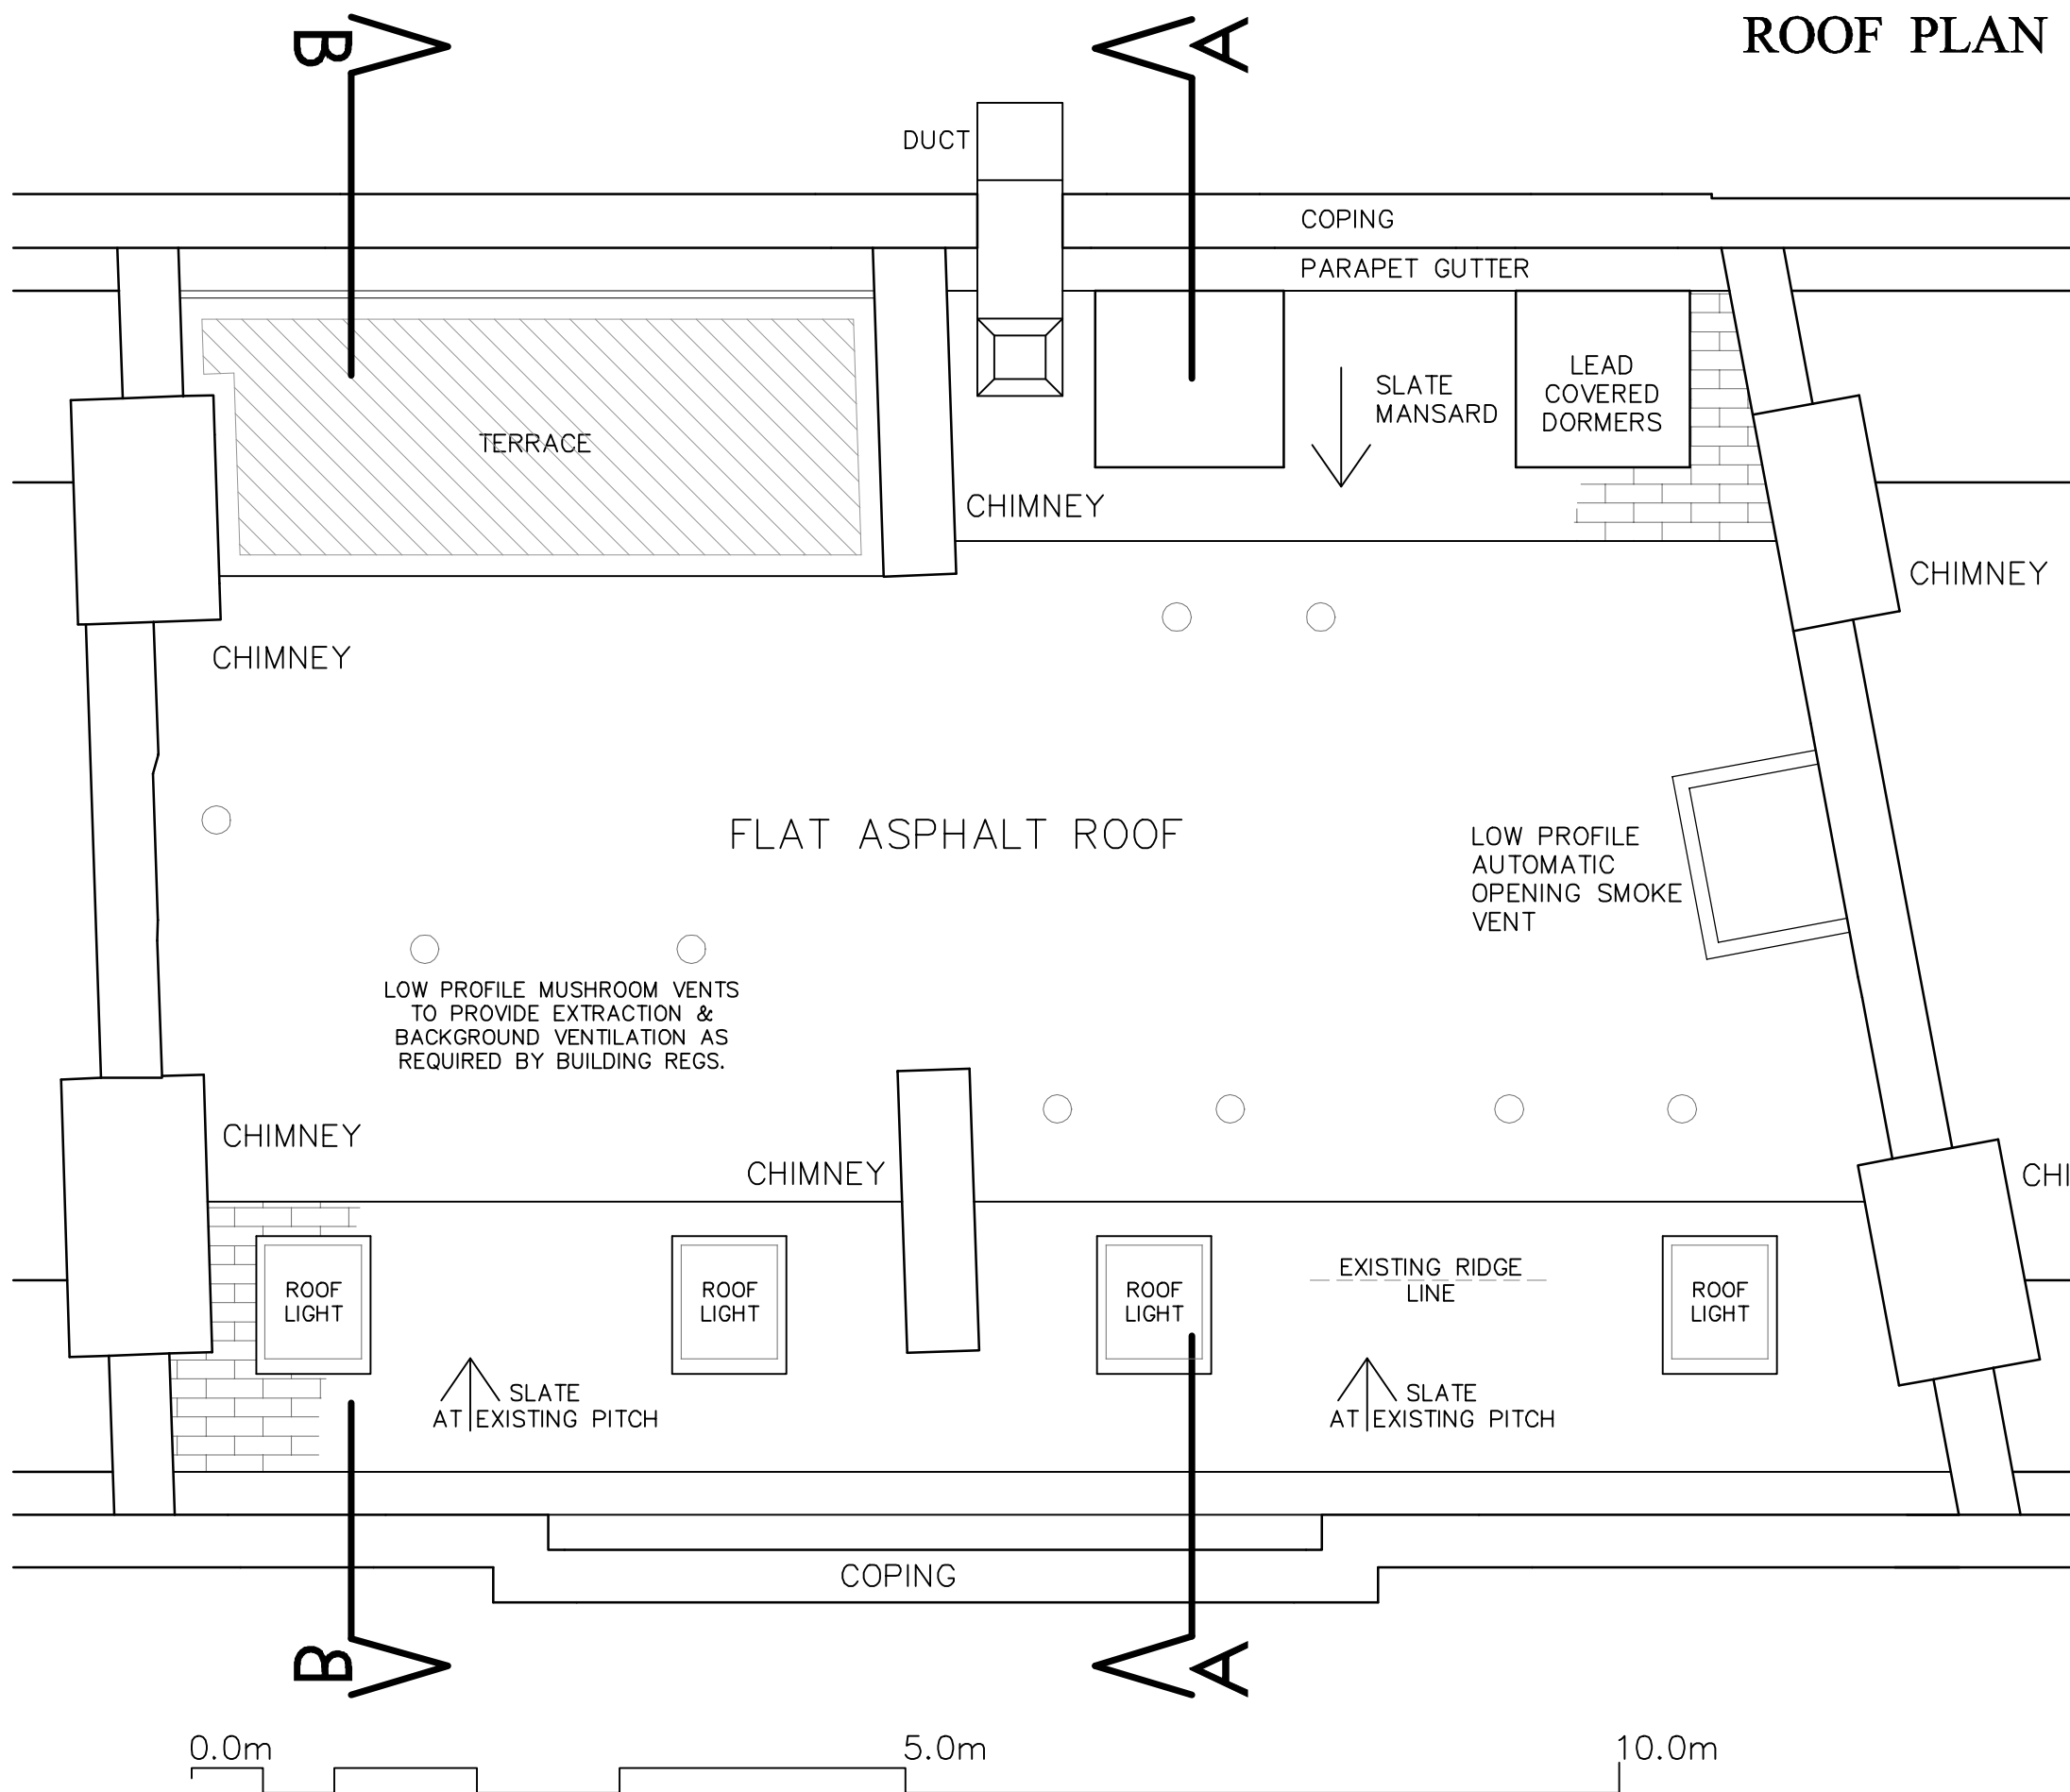 ROOF PLAN
B
A
DUCT
COPING
PARAPET GUTTER
LEAD
COVERED
DORMERS
SLATE
MANSARD
TERRACE
CHIMNEY
CHIMNEY
CHIMNEY
FLAT ASPHALT ROOF
LOW PROFILE
AUTOMATIC
OPENING SMOKE
VENT
LOW PROFILE MUSHROOM VENTS
TO PROVIDE EXTRACTION &
BACKGROUND VENTILATION AS
REQUIRED BY BUILDING REGS.
CHIMNEY
CHIMNEY
CHI
ROOF
LIGHT
ROOF
LIGHT
ROOF
LIGHT
EXISTING RIDGE
LINE
ROOF
LIGHT
SLATE
AT EXISTING PITCH
SLATE
AT EXISTING PITCH
COPING
B
A
0.0m
5.0m
10.0m